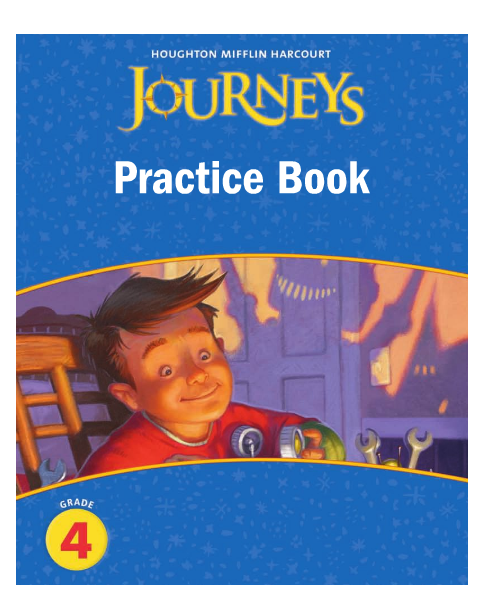 HOUGHTON MIFFLIN HARCOURT
JOURNEYS
Practice Book
GRADE
4